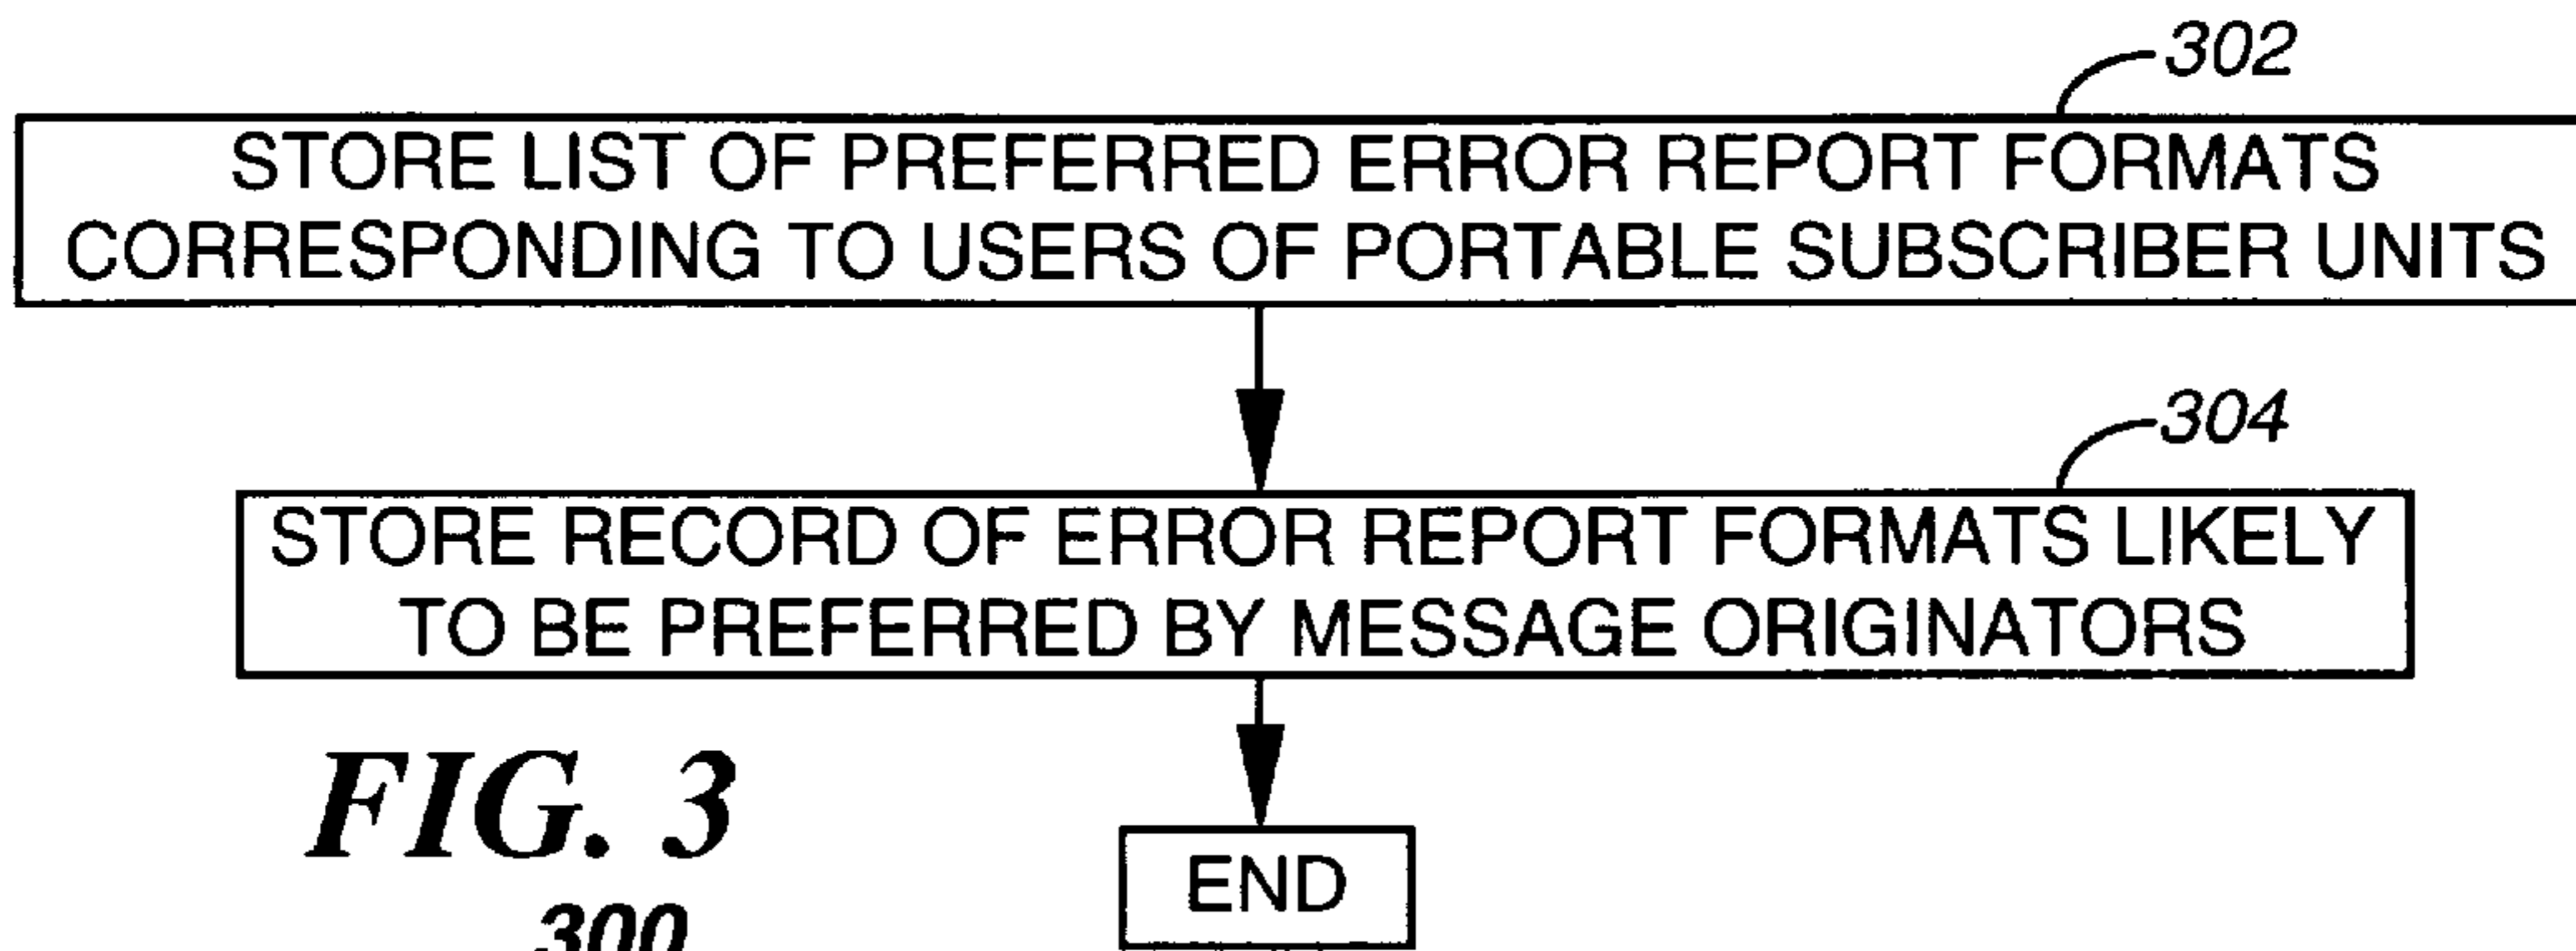 302
STORE LIST OF PREFERRED ERROR REPORT FORMATS
CORRESPONDING TO USERS OF PORTABLE SUBSCRIBER UNITS
304
STORE RECORD OF ERROR REPORT FORMATS LIKELY
TO BE PREFERRED BY MESSAGE ORIGINATORS
FIG. 3
300
END